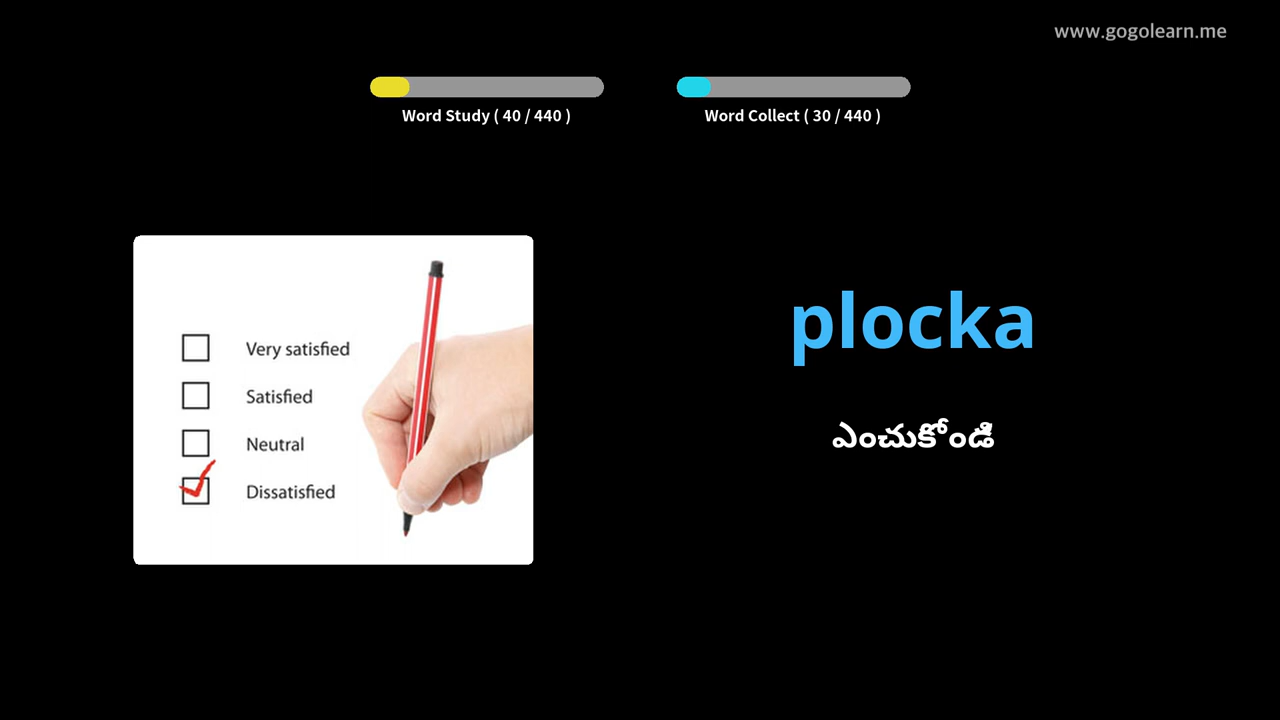 www.gogolearn.me
Word Study ( 40 / 440 )
Word Collect ( 30 / 440 )
Very satisfied
Satisfied
Neutral
Dissatisfied
plocka
ఎంచుకోండి